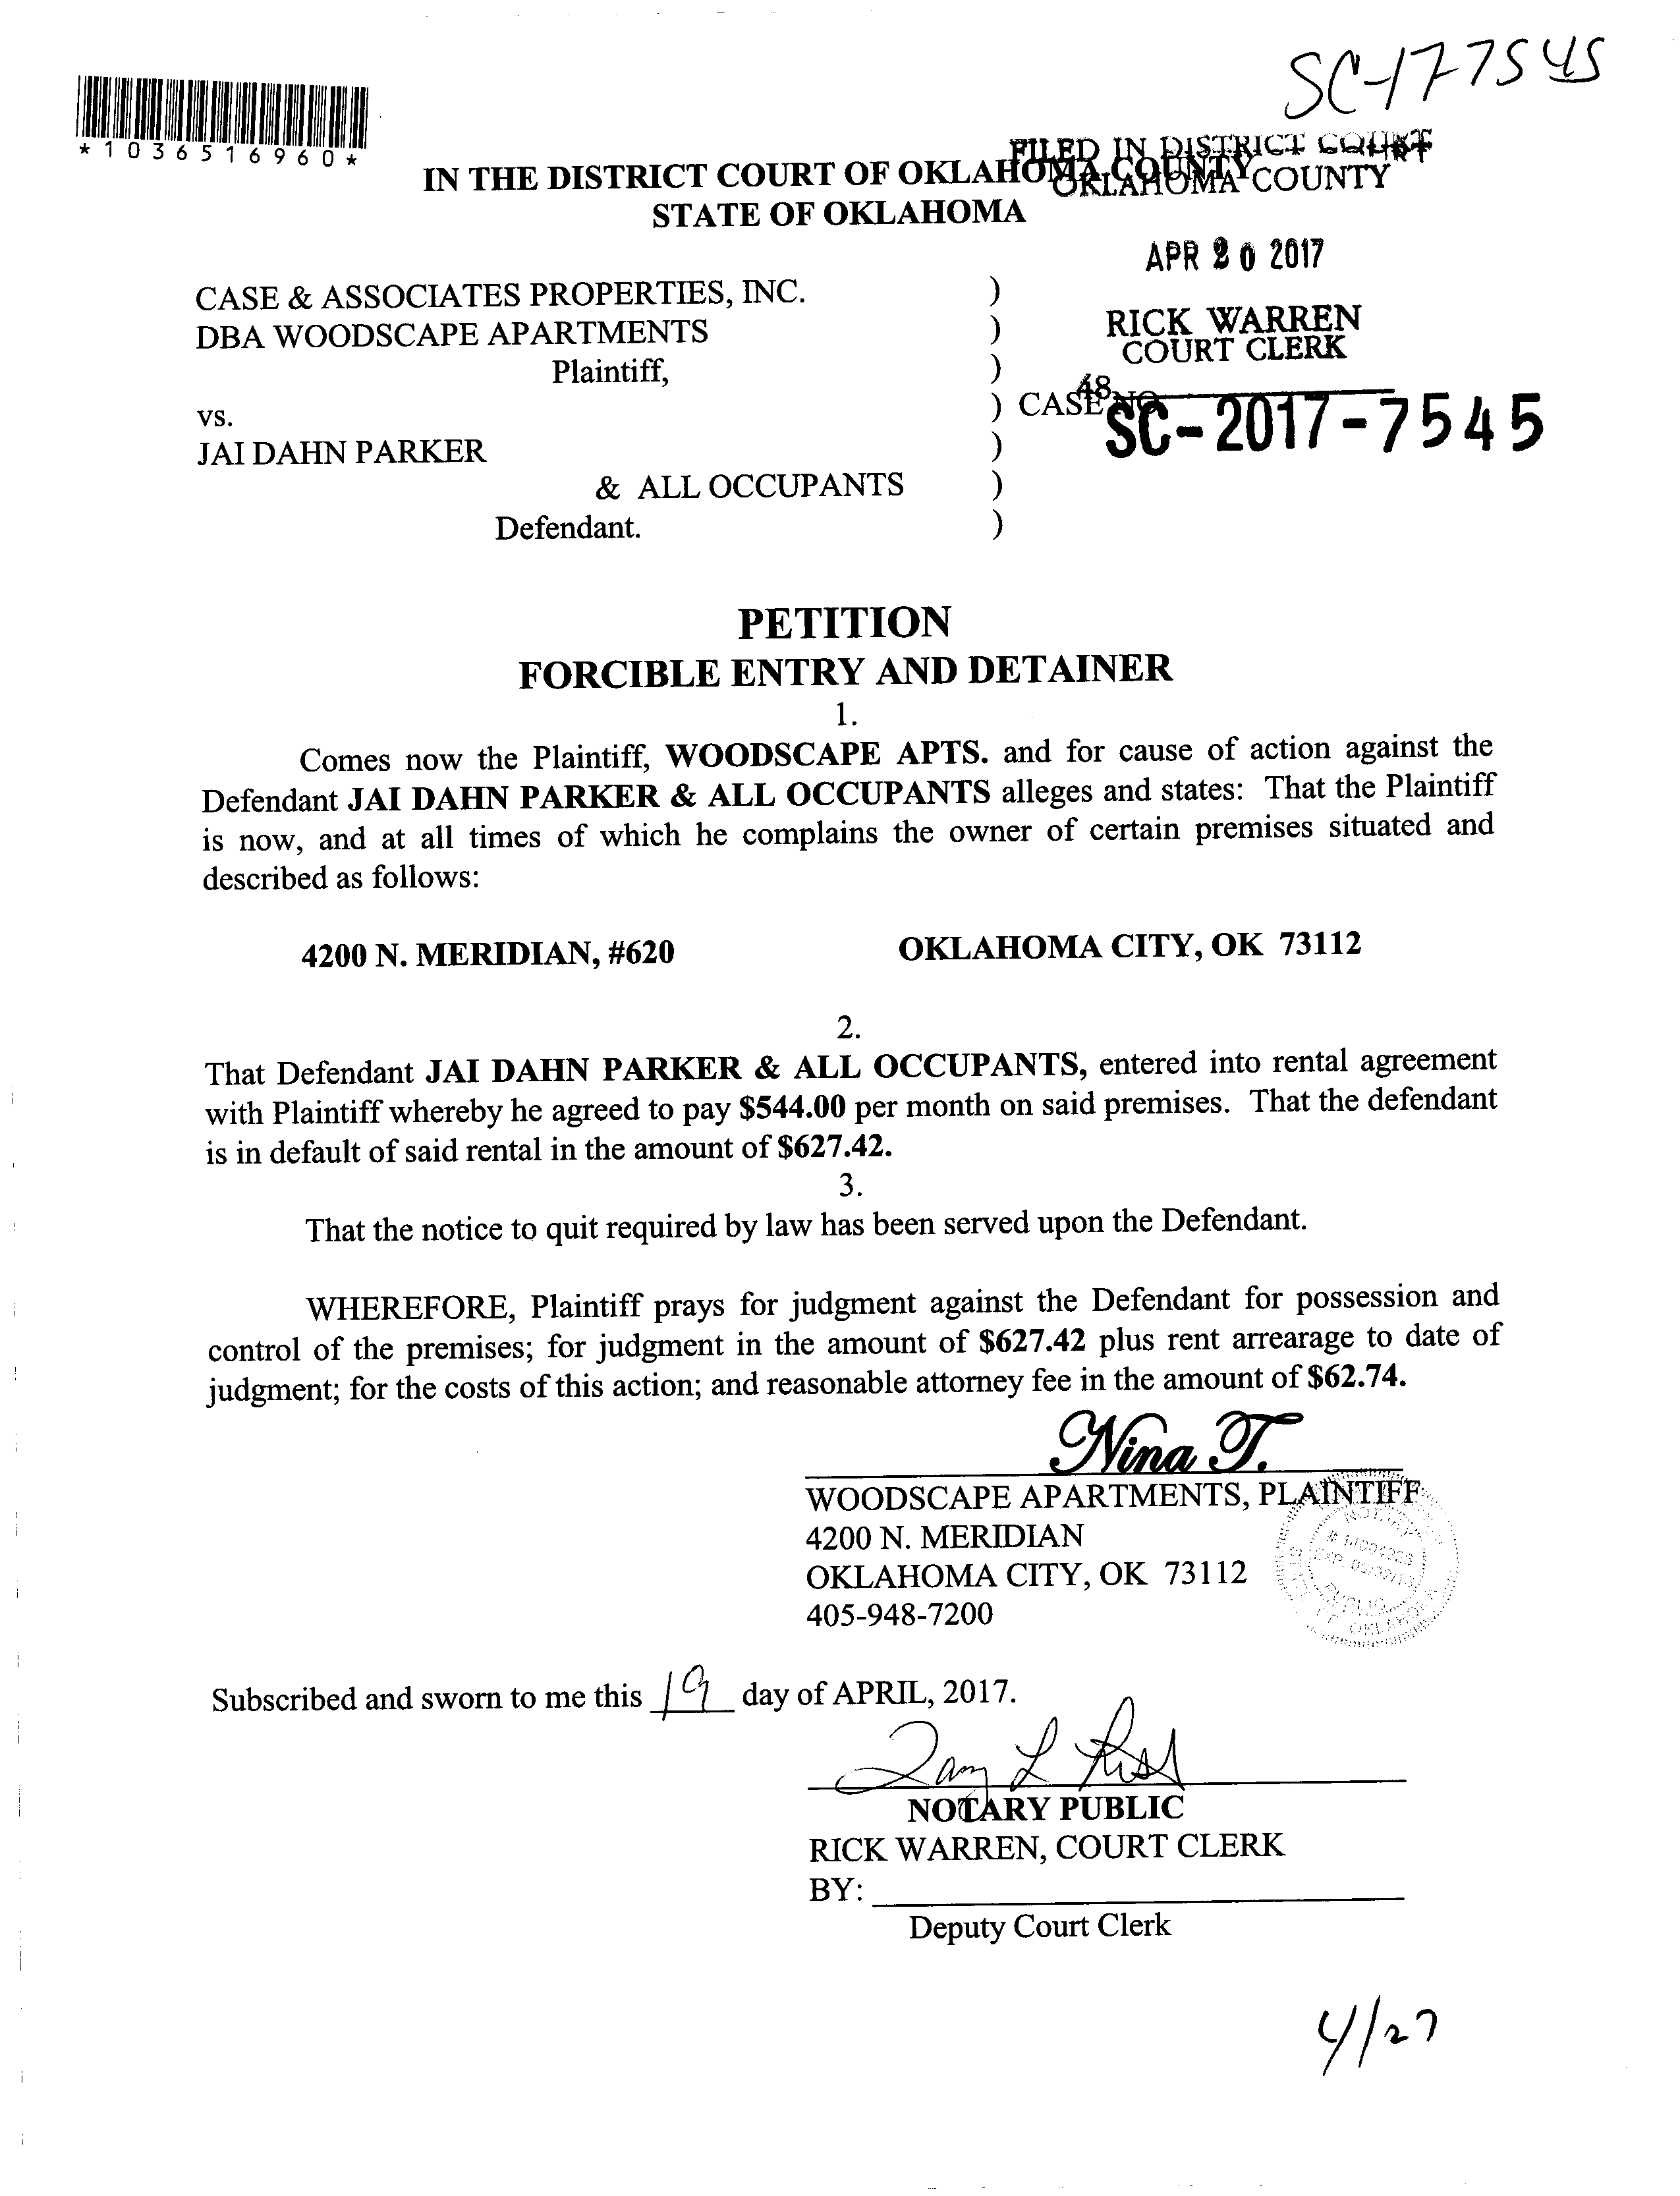 SC-17-7545
*1036516960*
FILED IN DISTRICT COURT
OKLAHOMA COUNTY
IN THE DISTRICT COURT OF OKLAHOMA COUNTY
STATE OF OKLAHOMA
APR 20 2017
RICK WARREN
COURT CLERK
48
CASE & ASSOCIATES PROPERTIES, INC. )
DBA WOODSCAPE APARTMENTS )
Plaintiff, )
vs. ) CASE NO. SC-2017-7545
JAI DAHN PARKER )
& ALL OCCUPANTS )
Defendant. )
PETITION
FORCIBLE ENTRY AND DETAINER
1.
Comes now the Plaintiff, WOODSCAPE APTS. and for cause of action against the
Defendant JAI DAHN PARKER & ALL OCCUPANTS alleges and states: That the Plaintiff
is now, and at all times of which he complains the owner of certain premises situated and
described as follows:
4200 N. MERIDIAN, #620 OKLAHOMA CITY, OK 73112
2.
That Defendant JAI DAHN PARKER & ALL OCCUPANTS, entered into rental agreement
with Plaintiff whereby he agreed to pay $544.00 per month on said premises. That the defendant
is in default of said rental in the amount of $627.42.
3.
That the notice to quit required by law has been served upon the Defendant.
WHEREFORE, Plaintiff prays for judgment against the Defendant for possession and
control of the premises; for judgment in the amount of $627.42 plus rent arrearage to date of
judgment; for the costs of this action; and reasonable attorney fee in the amount of $62.74.
Nina T.
WOODSCAPE APARTMENTS, PLAINTIFF
4200 N. MERIDIAN
OKLAHOMA CITY, OK 73112
405-948-7200
NOTARY
PUBLIC
OKLAHOMA
Subscribed and sworn to me this 19 day of APRIL, 2017.
NOTARY PUBLIC
RICK WARREN, COURT CLERK
BY:
Deputy Court Clerk
4/27